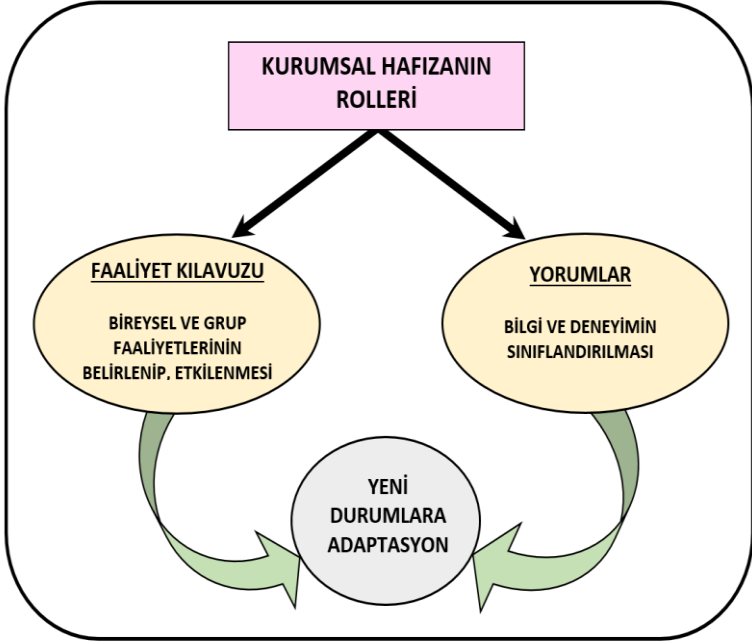 KURUMSAL HAFIZANIN
ROLLERİ
FAALİYET KILAVUZU
BİREYSEL VE GRUP
FAALİYETLERİNİN
BELİRLENİP, ETKİLENMESİ
YORUMLAR
BİLGİ VE DENEYİMİN
SINIFLANDIRILMASI
YENİ
DURUMLARA
ADAPTASYON